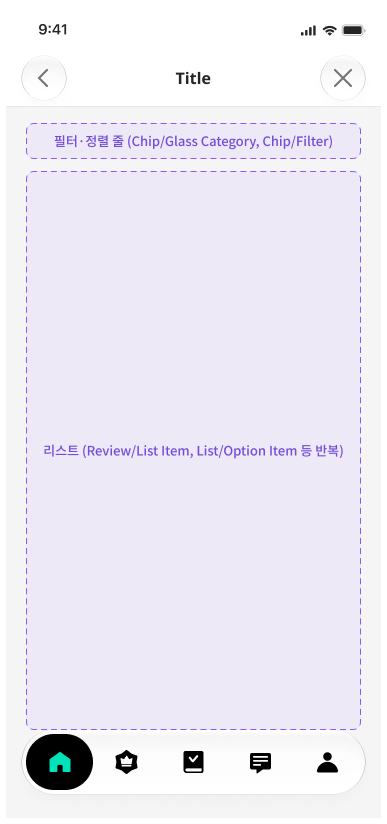 9:41
Title
필터·정렬 줄 (Chip/Glass Category, Chip/Filter)
리스트 (Review/List Item, List/Option Item 등 반복)